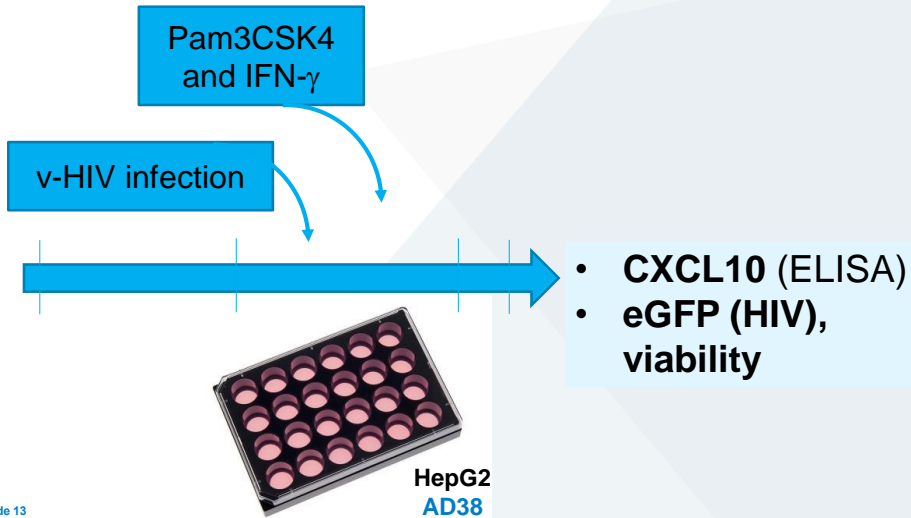 Pam3CSK4
and IFN-γ
v-HIV infection
• CXCL10 (ELISA)
• eGFP (HIV),
viability
HepG2
AD38
de 13